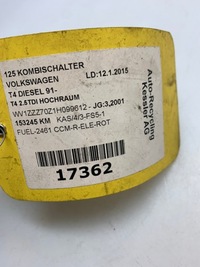 125 KOMBISCHALTER
VOLKSWAGEN LD:12.1.2015
T4 DIESEL 91-
T4 2.5TDI HOCHRAUM
WV1ZZZ70Z1H099612 - JG:3,2001
153245 KM KAS/4/3-FS5-1
FUEL-2461 CCM-R-ELE-ROT
17362
Auto-Recycling
Kessler AG